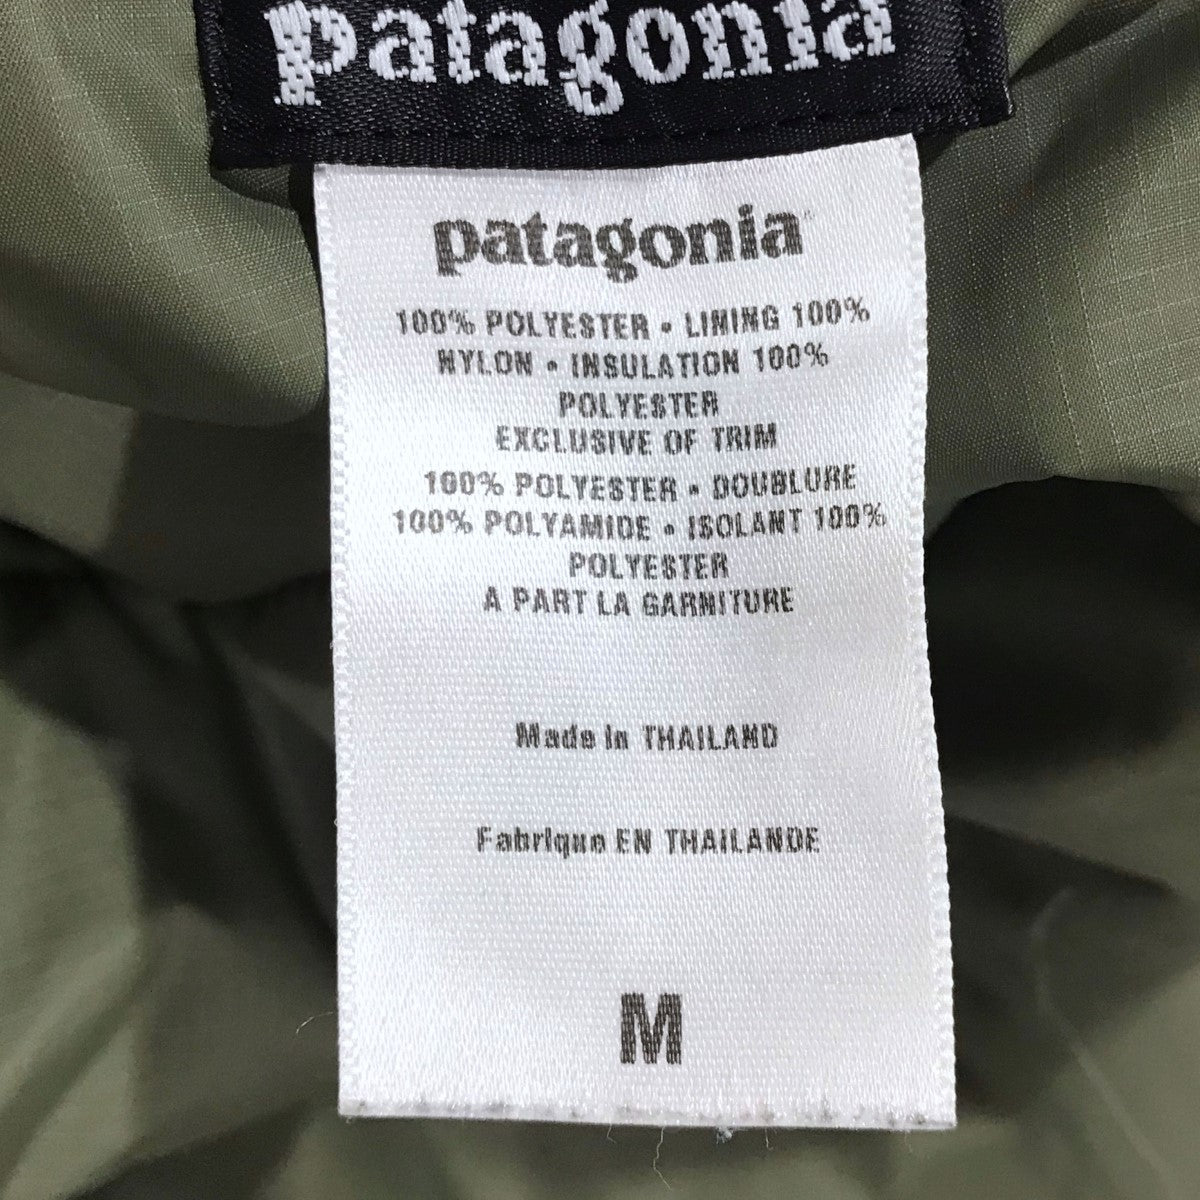 patagonia
patagonia
100% POLYESTER • LINING 100%
NYLON • INSULATION 100%
POLYESTER
EXCLUSIVE OF TRIM
100% POLYESTER • DOUBLURE
100% POLYAMIDE • ISOLANT 100%
POLYESTER
A PART LA GARNITURE
Made in THAILAND
Fabrique EN THAILANDE
M